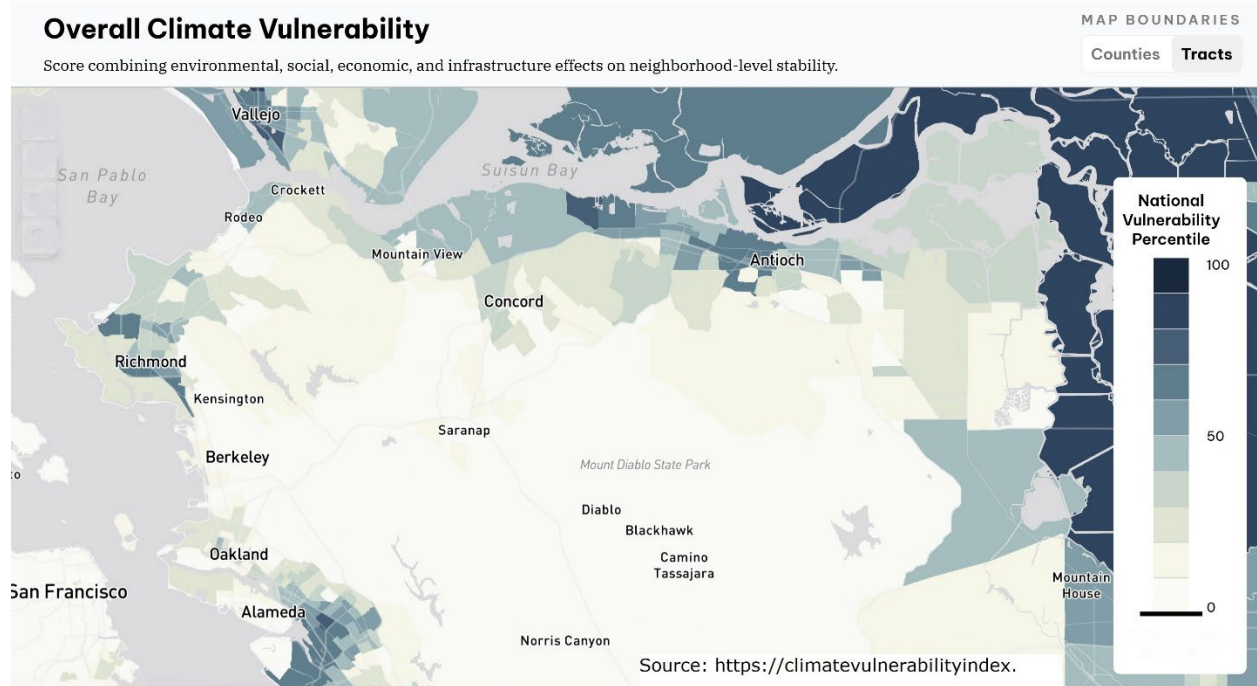 Overall Climate Vulnerability
Score combining environmental, social, economic, and infrastructure effects on neighborhood-level stability.
MAP BOUNDARIES
Counties Tracts
Vallejo
San Pablo
Bay
Suisun Bay
Crockett
Rodeo
Mountain View
Antioch
Concord
Richmond
Kensington
Saranap
Berkeley
to
Mount Diablo State Park
Diablo
Blackhawk
Oakland
Camino
Tassajara
San Francisco
Alameda
Mountain
House
Norris Canyon
National
Vulnerability
Percentile
100
50
0
Source: https://climatevulnerabilityindex.